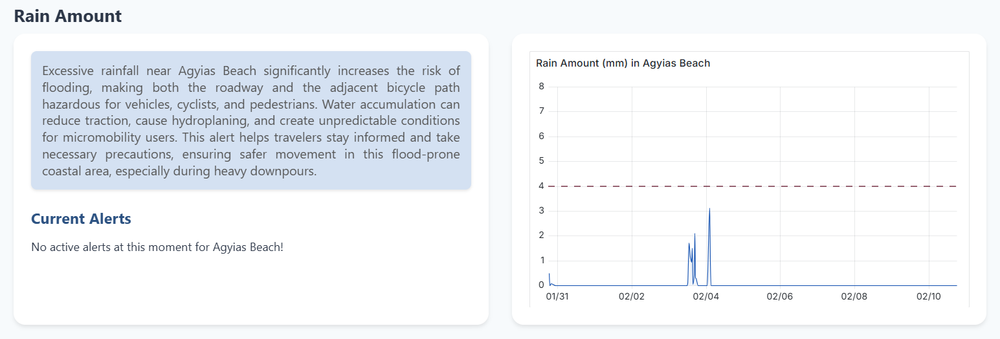 Rain Amount
Excessive rainfall near Agyias Beach significantly increases the risk of
flooding, making both the roadway and the adjacent bicycle path
hazardous for vehicles, cyclists, and pedestrians. Water accumulation can
reduce traction, cause hydroplaning, and create unpredictable conditions
for micromobility users. This alert helps travelers stay informed and take
necessary precautions, ensuring safer movement in this flood-prone
coastal area, especially during heavy downpours.
Current Alerts
No active alerts at this moment for Agyias Beach!
Rain Amount (mm) in Agyias Beach
8
7
6
5
4
3
2
1
0
01/31 02/02 02/04 02/06 02/08 02/10